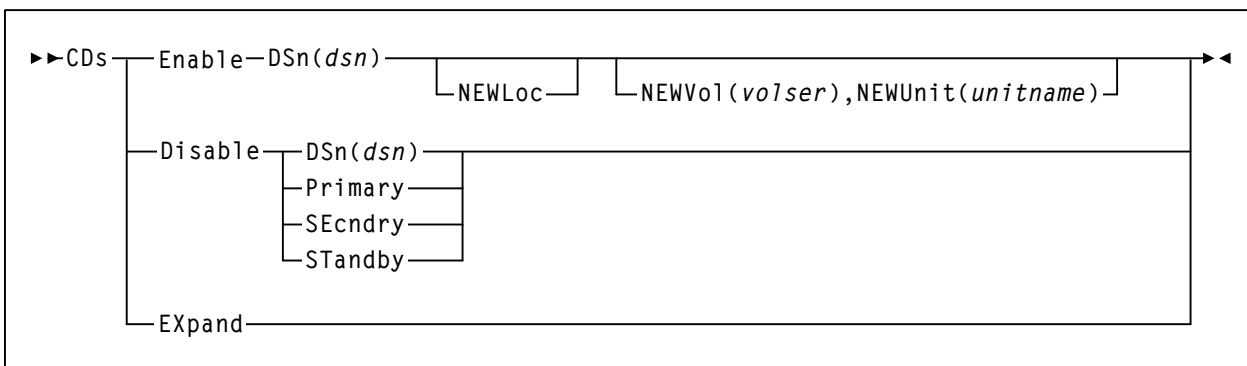 CDs Enable DSn(dsn)
NEWLoc NEWVol(volser),NEWUnit(unitname)
Disable DSn(dsn)
Primary
SEcndry
STandby
EXpand